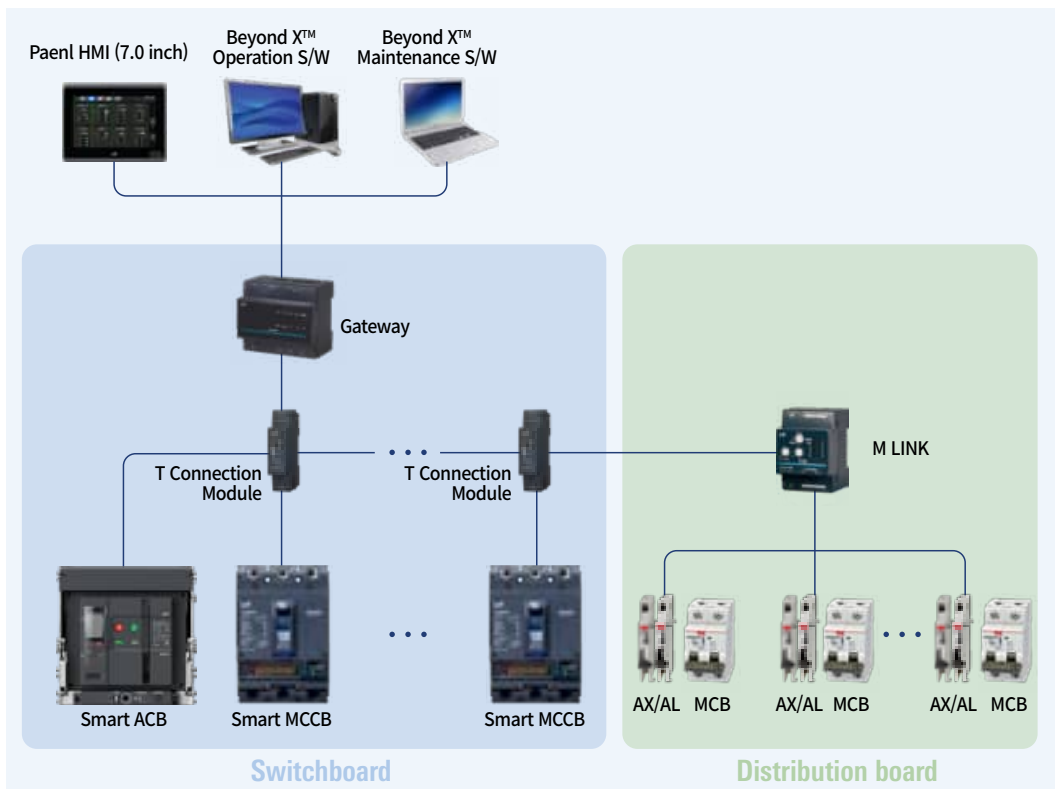 Paenl HMI (7.0 inch)
Beyond X™
Operation S/W
Beyond X™
Maintenance S/W
Gateway
T Connection
Module
T Connection
Module
M LINK
Smart ACB
Smart MCCB
Smart MCCB
AX/AL MCB
AX/AL MCB
AX/AL MCB
Switchboard
Distribution board